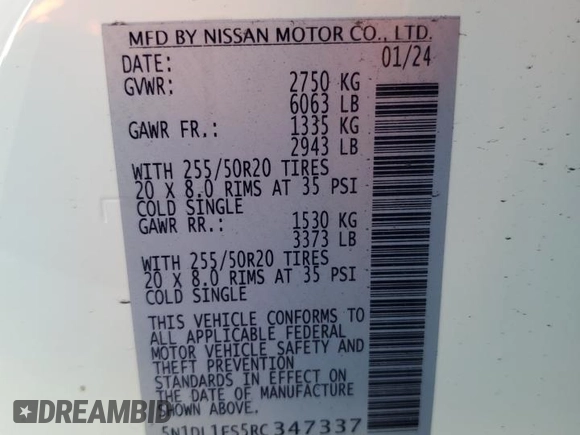 MFD BY NISSAN MOTOR CO., LTD.
DATE: 01/24
GVWR: 2750 KG
6063 LB
GAWR FR.: 1335 KG
2943 LB
WITH 255/50R20 TIRES
20 X 8.0 RIMS AT 35 PSI
COLD SINGLE
GAWR RR.: 1530 KG
3373 LB
WITH 255/50R20 TIRES
20 X 8.0 RIMS AT 35 PSI
COLD SINGLE
THIS VEHICLE CONFORMS TO
ALL APPLICABLE FEDERAL
MOTOR VEHICLE SAFETY AND
THEFT PREVENTION
STANDARDS IN EFFECT ON
THE DATE OF MANUFACTURE
SHOWN ABOVE.
5N1DL1FS5RC347337
DREAMBID